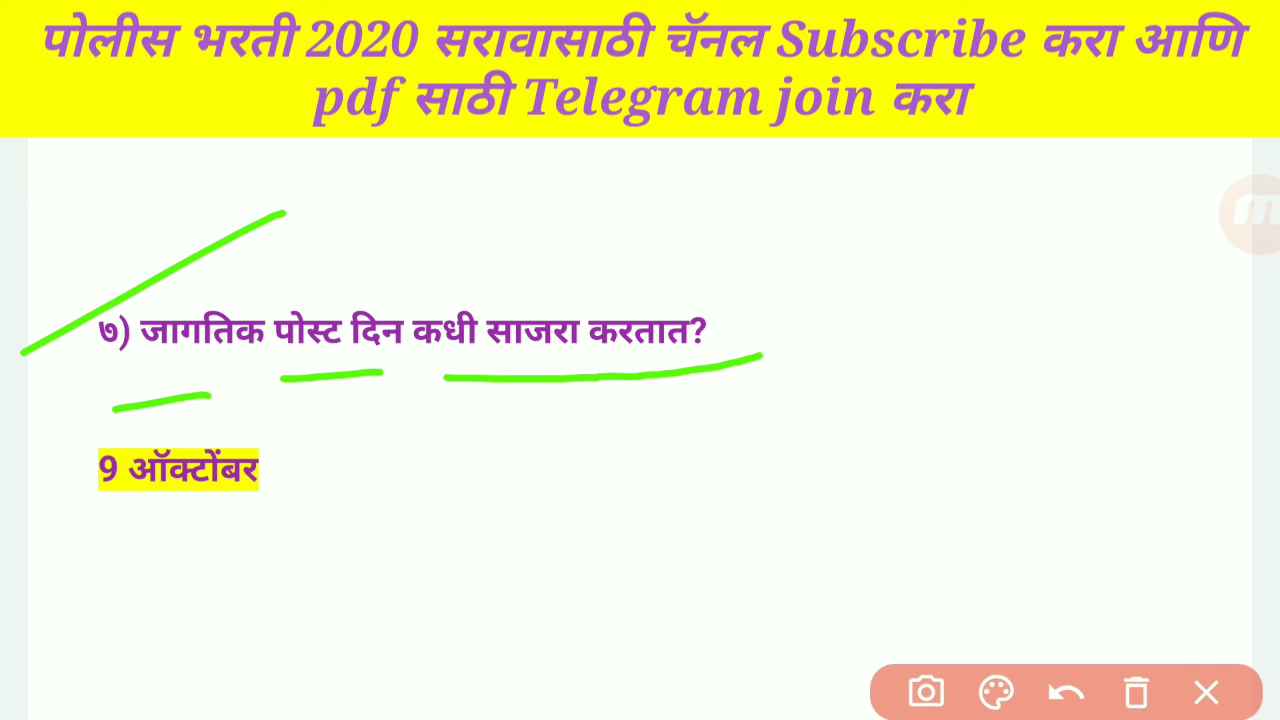 पोलीस भरती 2020 सरावासाठी चॅनल Subscribe करा आणि
pdf साठी Telegram join करा
७) जागतिक पोस्ट दिन कधी साजरा करतात?
9 ऑक्टोंबर